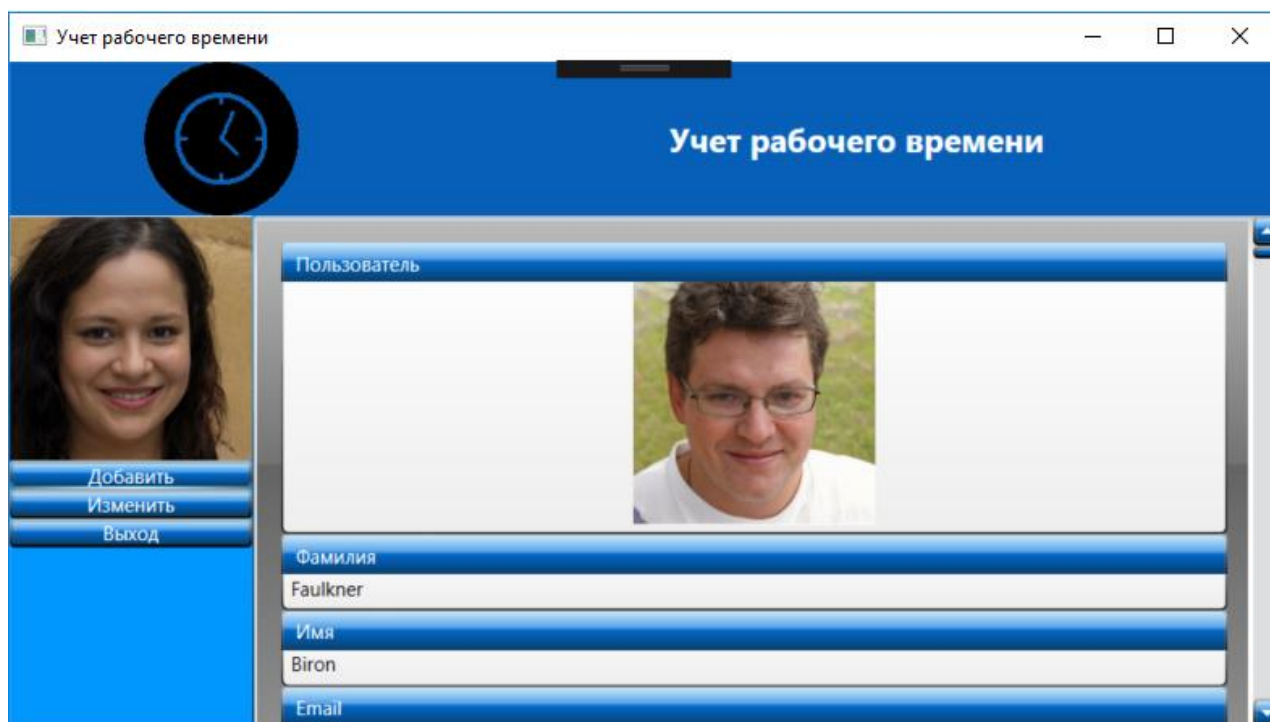 Учет рабочего времени
Учет рабочего времени
Пользователь
Добавить
Изменить
Выход
Фамилия
Faulkner
Имя
Biron
Email